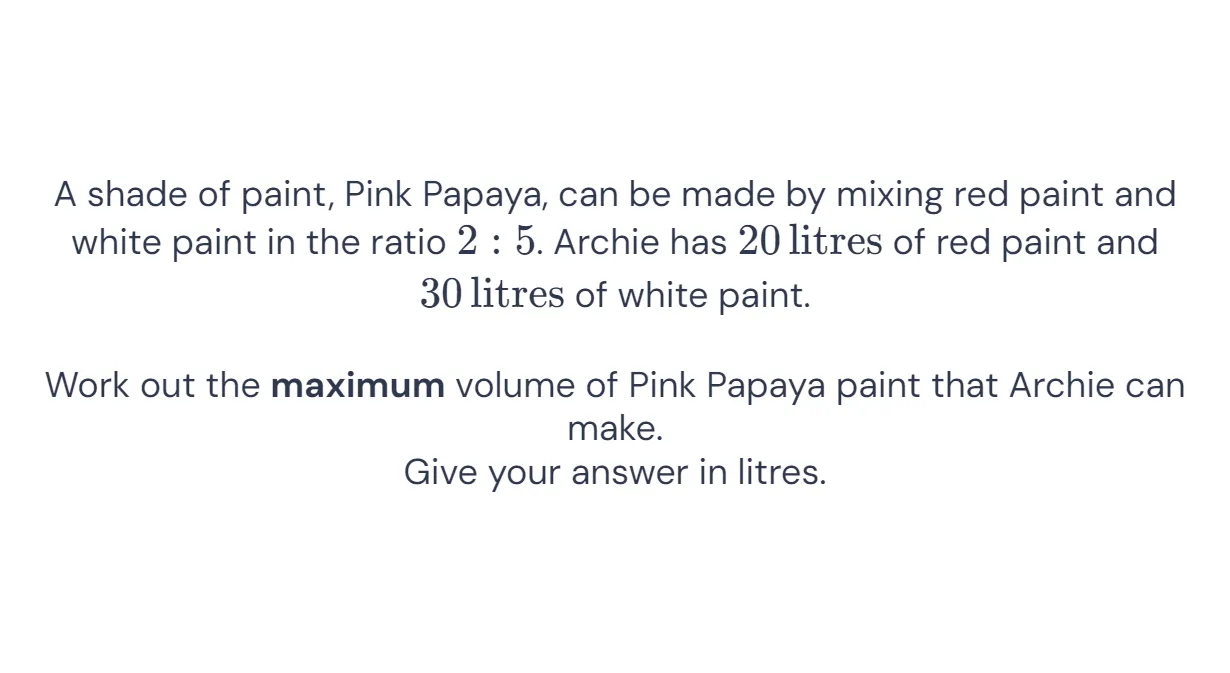 A shade of paint, Pink Papaya, can be made by mixing red paint and
white paint in the ratio 2 : 5. Archie has 20 litres of red paint and
30 litres of white paint.
Work out the maximum volume of Pink Papaya paint that Archie can
make.
Give your answer in litres.